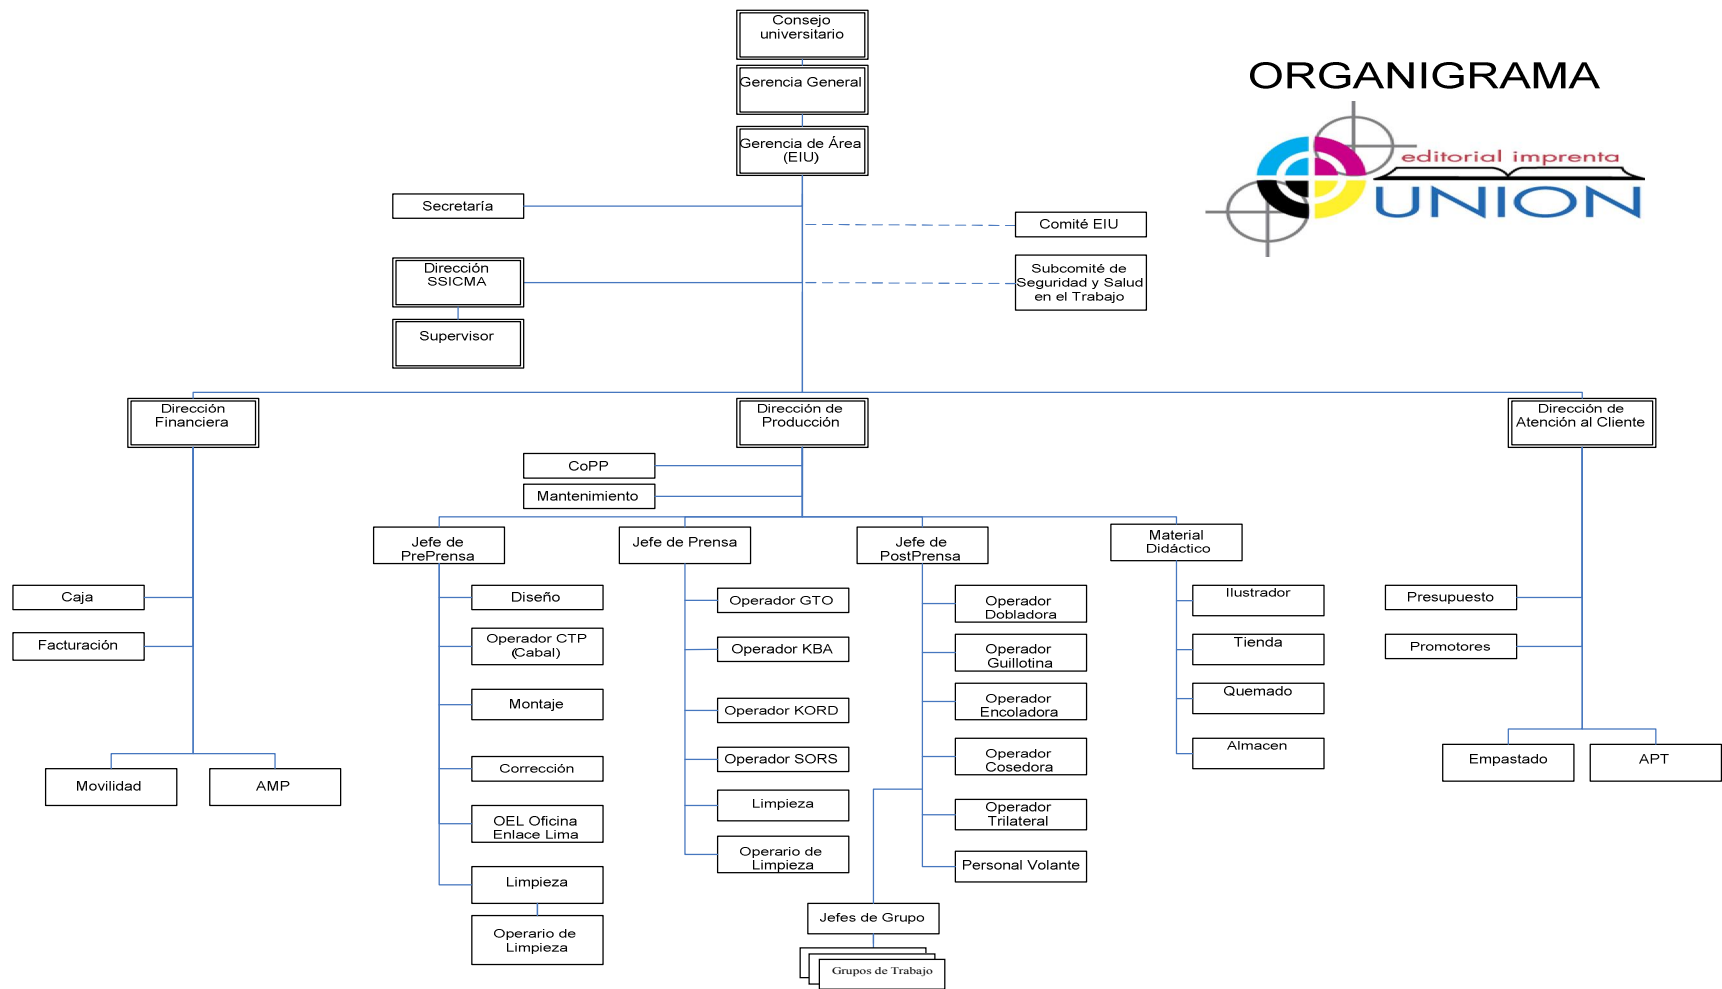 Consejo
universitario
ORGANIGRAMA
Gerencia General
Gerencia de Área
(EIU)
editorial imprenta
UNION
Secretaría
Comité EIU
Dirección
SSICMA
Subcomité de
Seguridad y Salud
en el Trabajo
Supervisor
Dirección
Financiera
Dirección de
Producción
Dirección de
Atención al Cliente
CoPP
Mantenimiento
Jefe de
PrePrensa
Jefe de Prensa
Jefe de
PostPrensa
Material
Didáctico
Caja
Facturación
Movilidad
AMP
Diseño
Operador CTP
(Cabal)
Montaje
Corrección
OEL Oficina
Enlace Lima
Limpieza
Operario de
Limpieza
Operador GTO
Operador KBA
Operador KORD
Operador SORS
Limpieza
Operario de
Limpieza
Operador
Dobladora
Operador
Guillotina
Operador
Encoladora
Operador
Cosedora
Operador
Trilateral
Personal Volante
Jefes de Grupo
Grupos de Trabajo
Ilustrador
Tienda
Quemado
Almacen
Presupuesto
Promotores
Empastado
APT